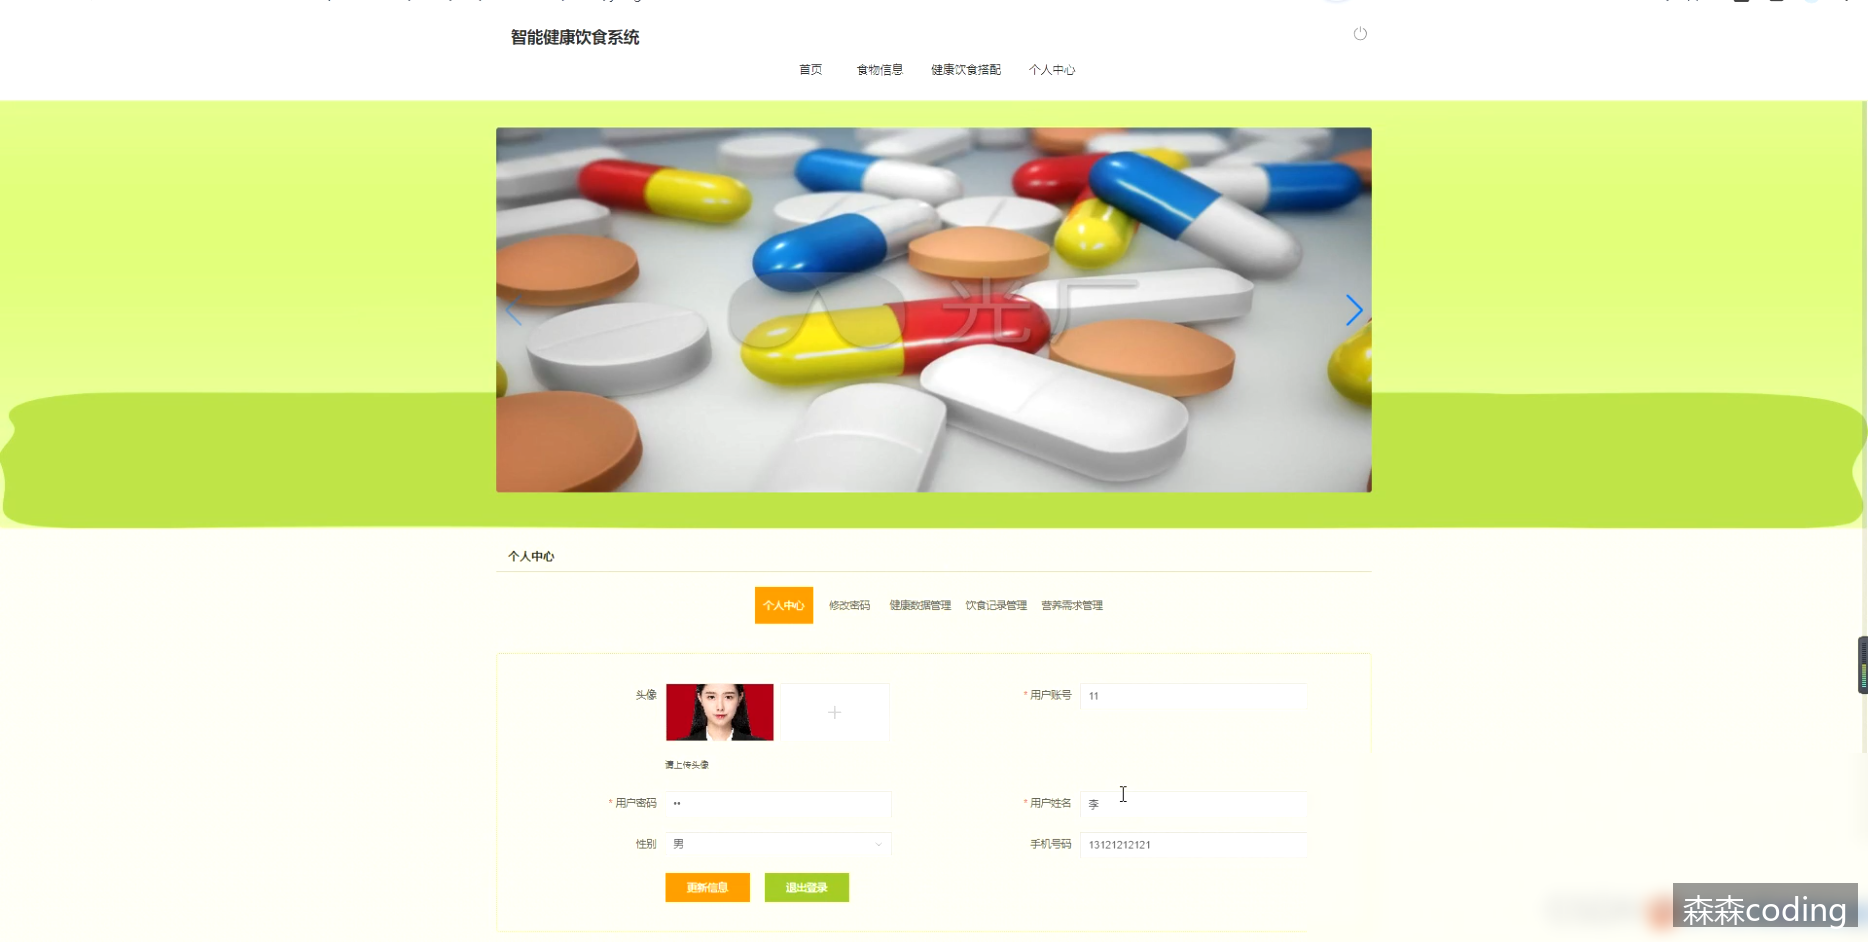 智能健康饮食系统
首页 食物信息 健康饮食搭配 个人中心
光厂
个人中心
个人中心 修改密码 健康数据管理 饮食记录管理 营养需求管理
头像
* 用户账号 11
请上传头像
* 用户密码 ••
* 用户姓名 李
性别 男
手机号码 13121212121
更新信息 退出登录
森森coding